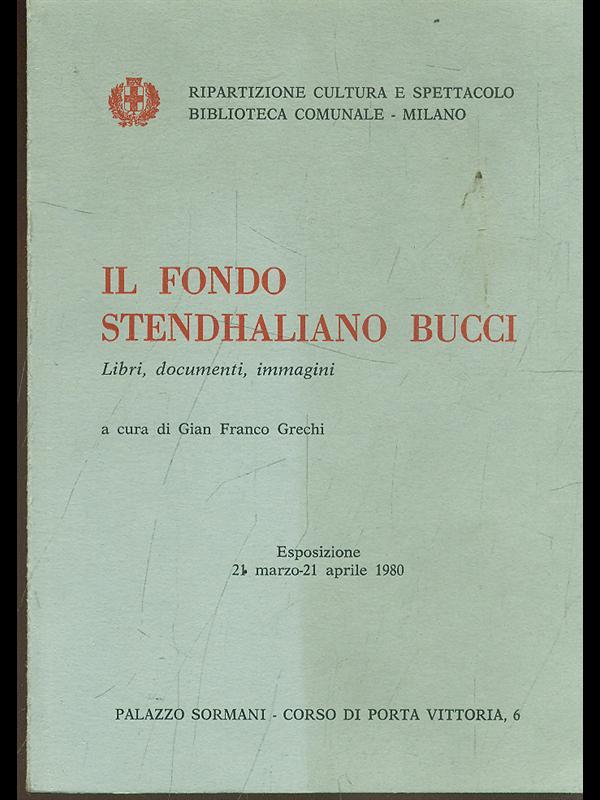 RIPARTIZIONE CULTURA E SPETTACOLO
BIBLIOTECA COMUNALE - MILANO
IL FONDO
STENDHALIANO BUCCI
Libri, documenti, immagini
a cura di Gian Franco Grechi
Esposizione
21 marzo-21 aprile 1980
PALAZZO SORMANI - CORSO DI PORTA VITTORIA, 6